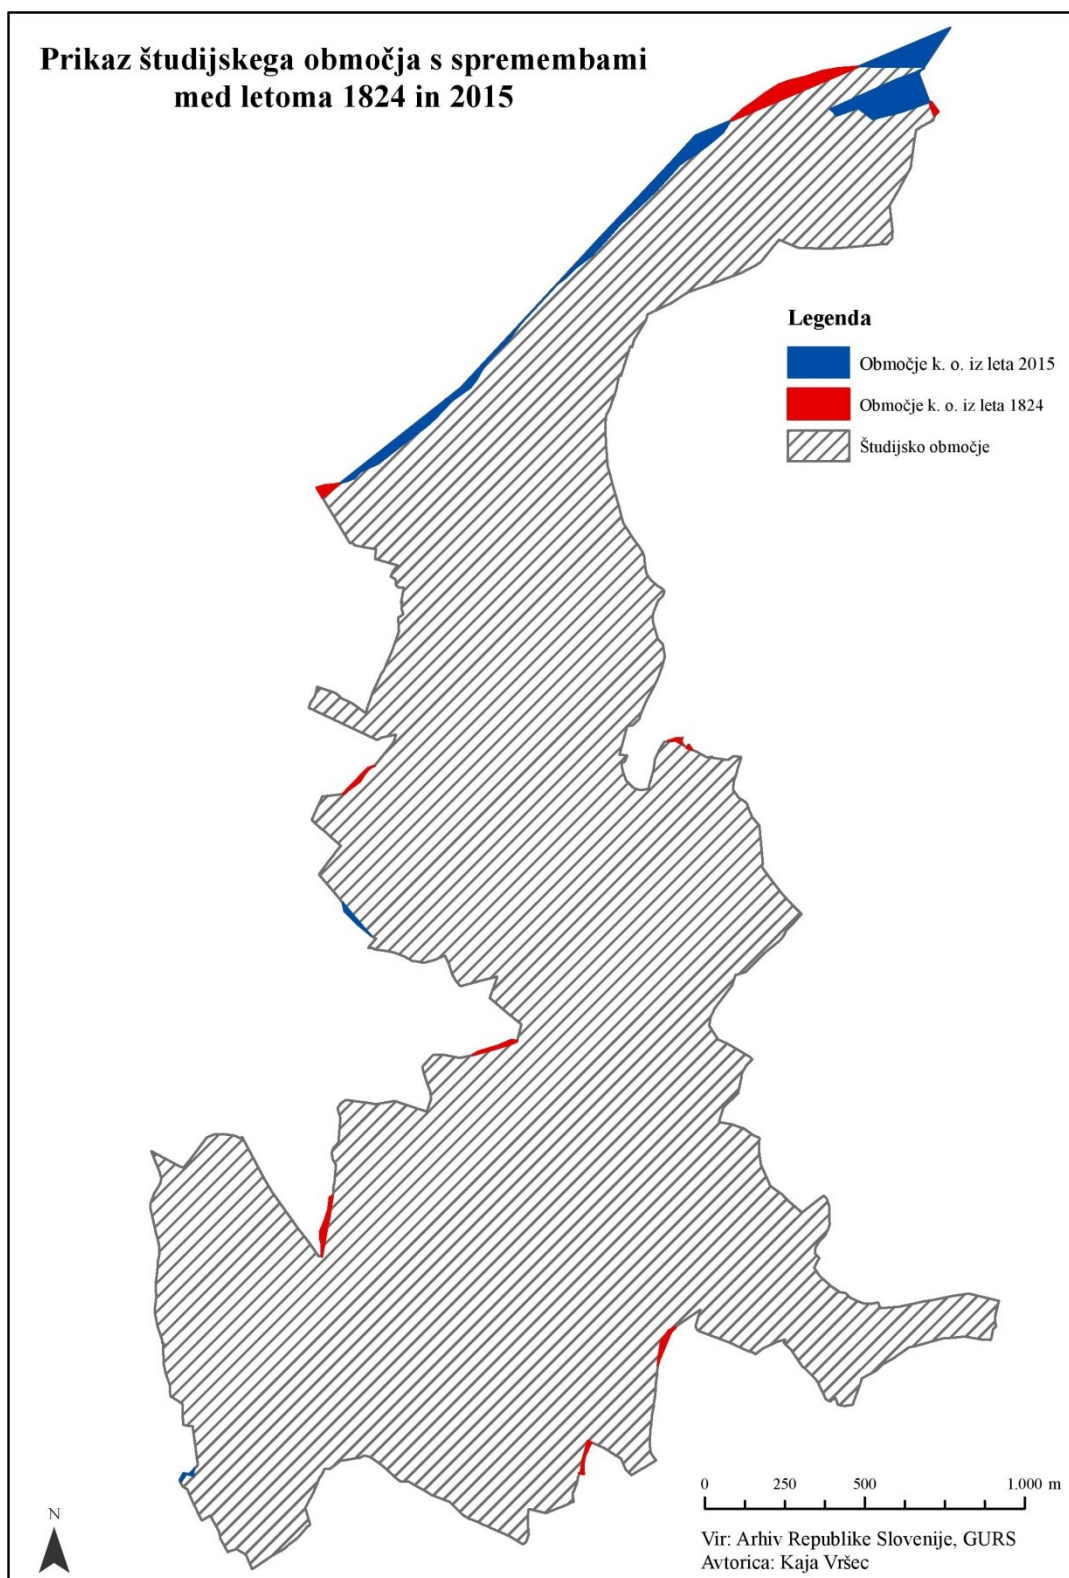 Prikaz študijskega območja s spremembami
med letoma 1824 in 2015
Legenda
Območje k. o. iz leta 2015
Območje k. o. iz leta 1824
Študijsko območje
N
0 250 500 1.000 m
Vir: Arhiv Republike Slovenije, GURS
Avtorica: Kaja Vršec